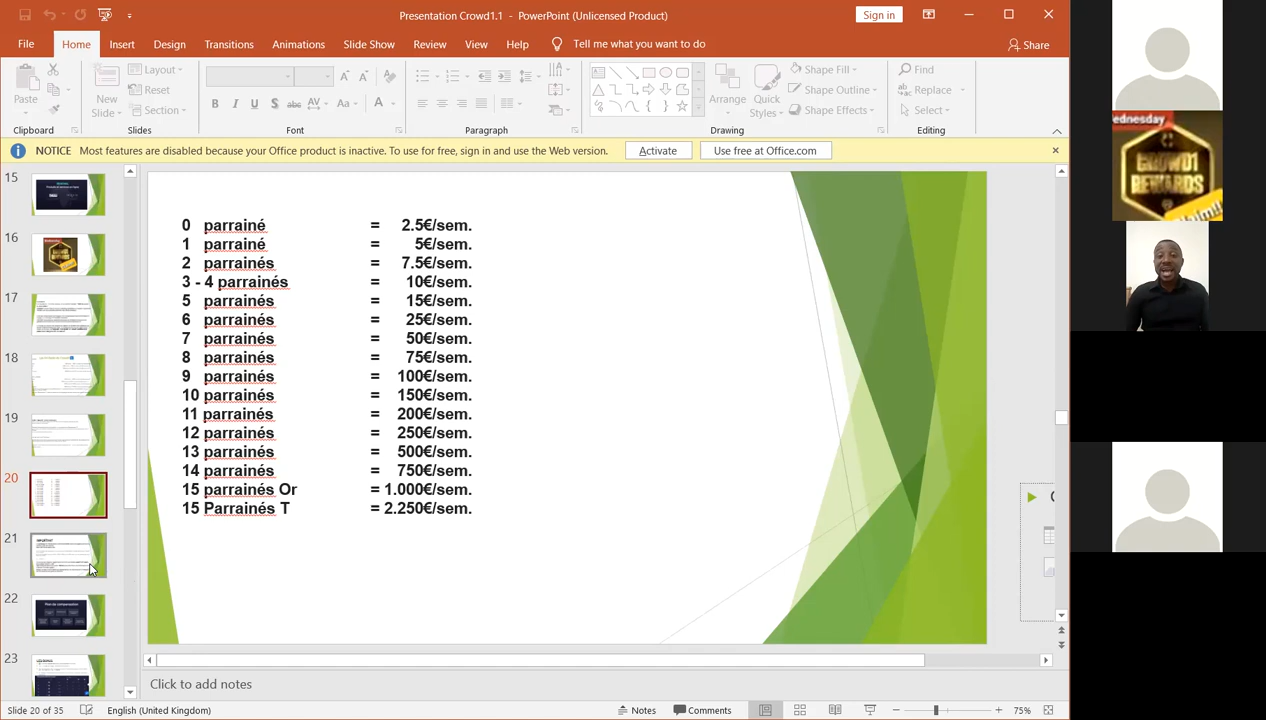 Presentation Crowd1.1 - PowerPoint (Unlicensed Product)
Sign in
File Home Insert Design Transitions Animations Slide Show Review View Help Tell me what you want to do Share
Paste
New Slide
Layout
Reset
Section
Arrange
Quick Styles
Shape Fill
Shape Outline
Shape Effects
Find
Replace
Select
Clipboard Slides Font Paragraph Drawing Editing
NOTICE Most features are disabled because your Office product is inactive. To use for free, sign in and use the Web version. Activate Use free at Office.com
15
16
17
18
19
20
21
22
23
0 parrainé = 2.5€/sem.
1 parrainé = 5€/sem.
2 parrainés = 7.5€/sem.
3 - 4 parrainés = 10€/sem.
5 parrainés = 15€/sem.
6 parrainés = 25€/sem.
7 parrainés = 50€/sem.
8 parrainés = 75€/sem.
9 parrainés = 100€/sem.
10 parrainés = 150€/sem.
11 parrainés = 200€/sem.
12 parrainés = 250€/sem.
13 parrainés = 500€/sem.
14 parrainés = 750€/sem.
15 parrainés Or = 1.000€/sem.
15 Parrainés T = 2.250€/sem.
Click to add notes
Slide 20 of 35 English (United Kingdom) Notes Comments 75%
ednesday
REWARDS